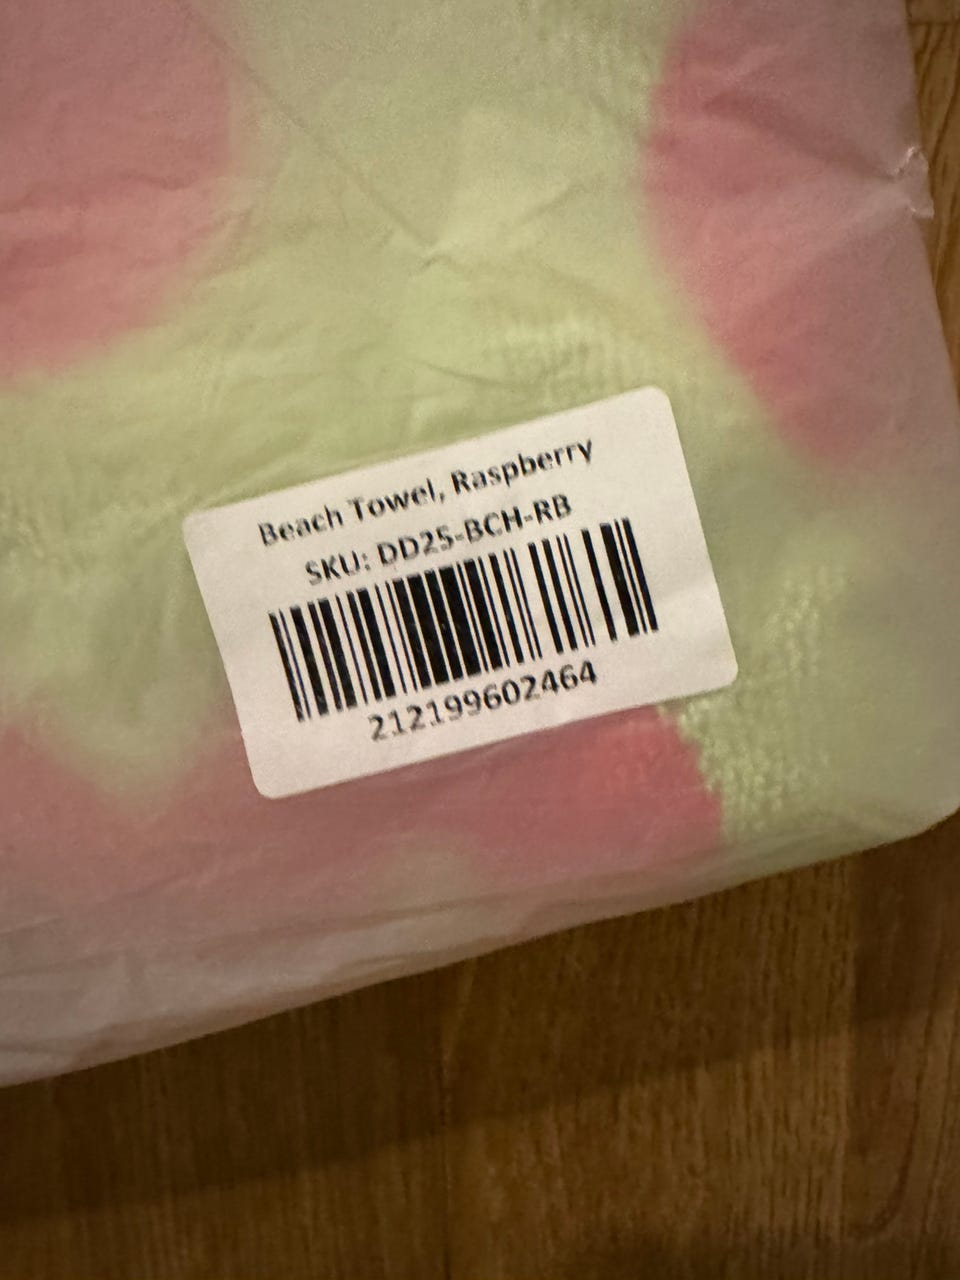 Beach Towel, Raspberry
SKU: DD25-BCH-RB
212199602464